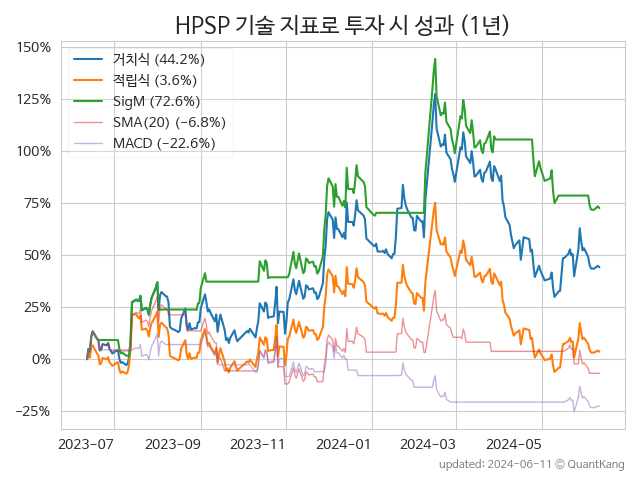 HPSP 기술 지표로 투자 시 성과 (1년)
150%
125%
100%
75%
50%
25%
0%
−25%
거치식 (44.2%)
적립식 (3.6%)
SigM (72.6%)
SMA(20) (−6.8%)
MACD (−22.6%)
2023-07 2023-09 2023-11 2024-01 2024-03 2024-05
updated: 2024-06-11 © QuantKang